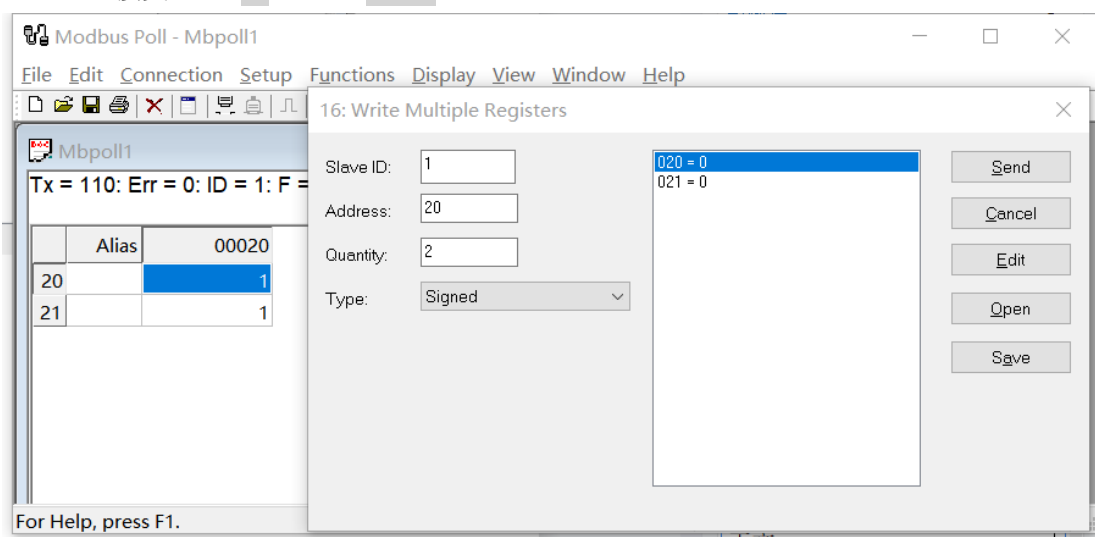 Modbus Poll - Mbpoll1
File Edit Connection Setup Functions Display View Window Help
16: Write Multiple Registers
Mbpoll1
Tx = 110: Err = 0: ID = 1: F =
Alias 00020
20 1
21 1
Slave ID: 1
Address: 20
Quantity: 2
Type: Signed
020 = 0
021 = 0
Send
Cancel
Edit
Open
Save
For Help, press F1.